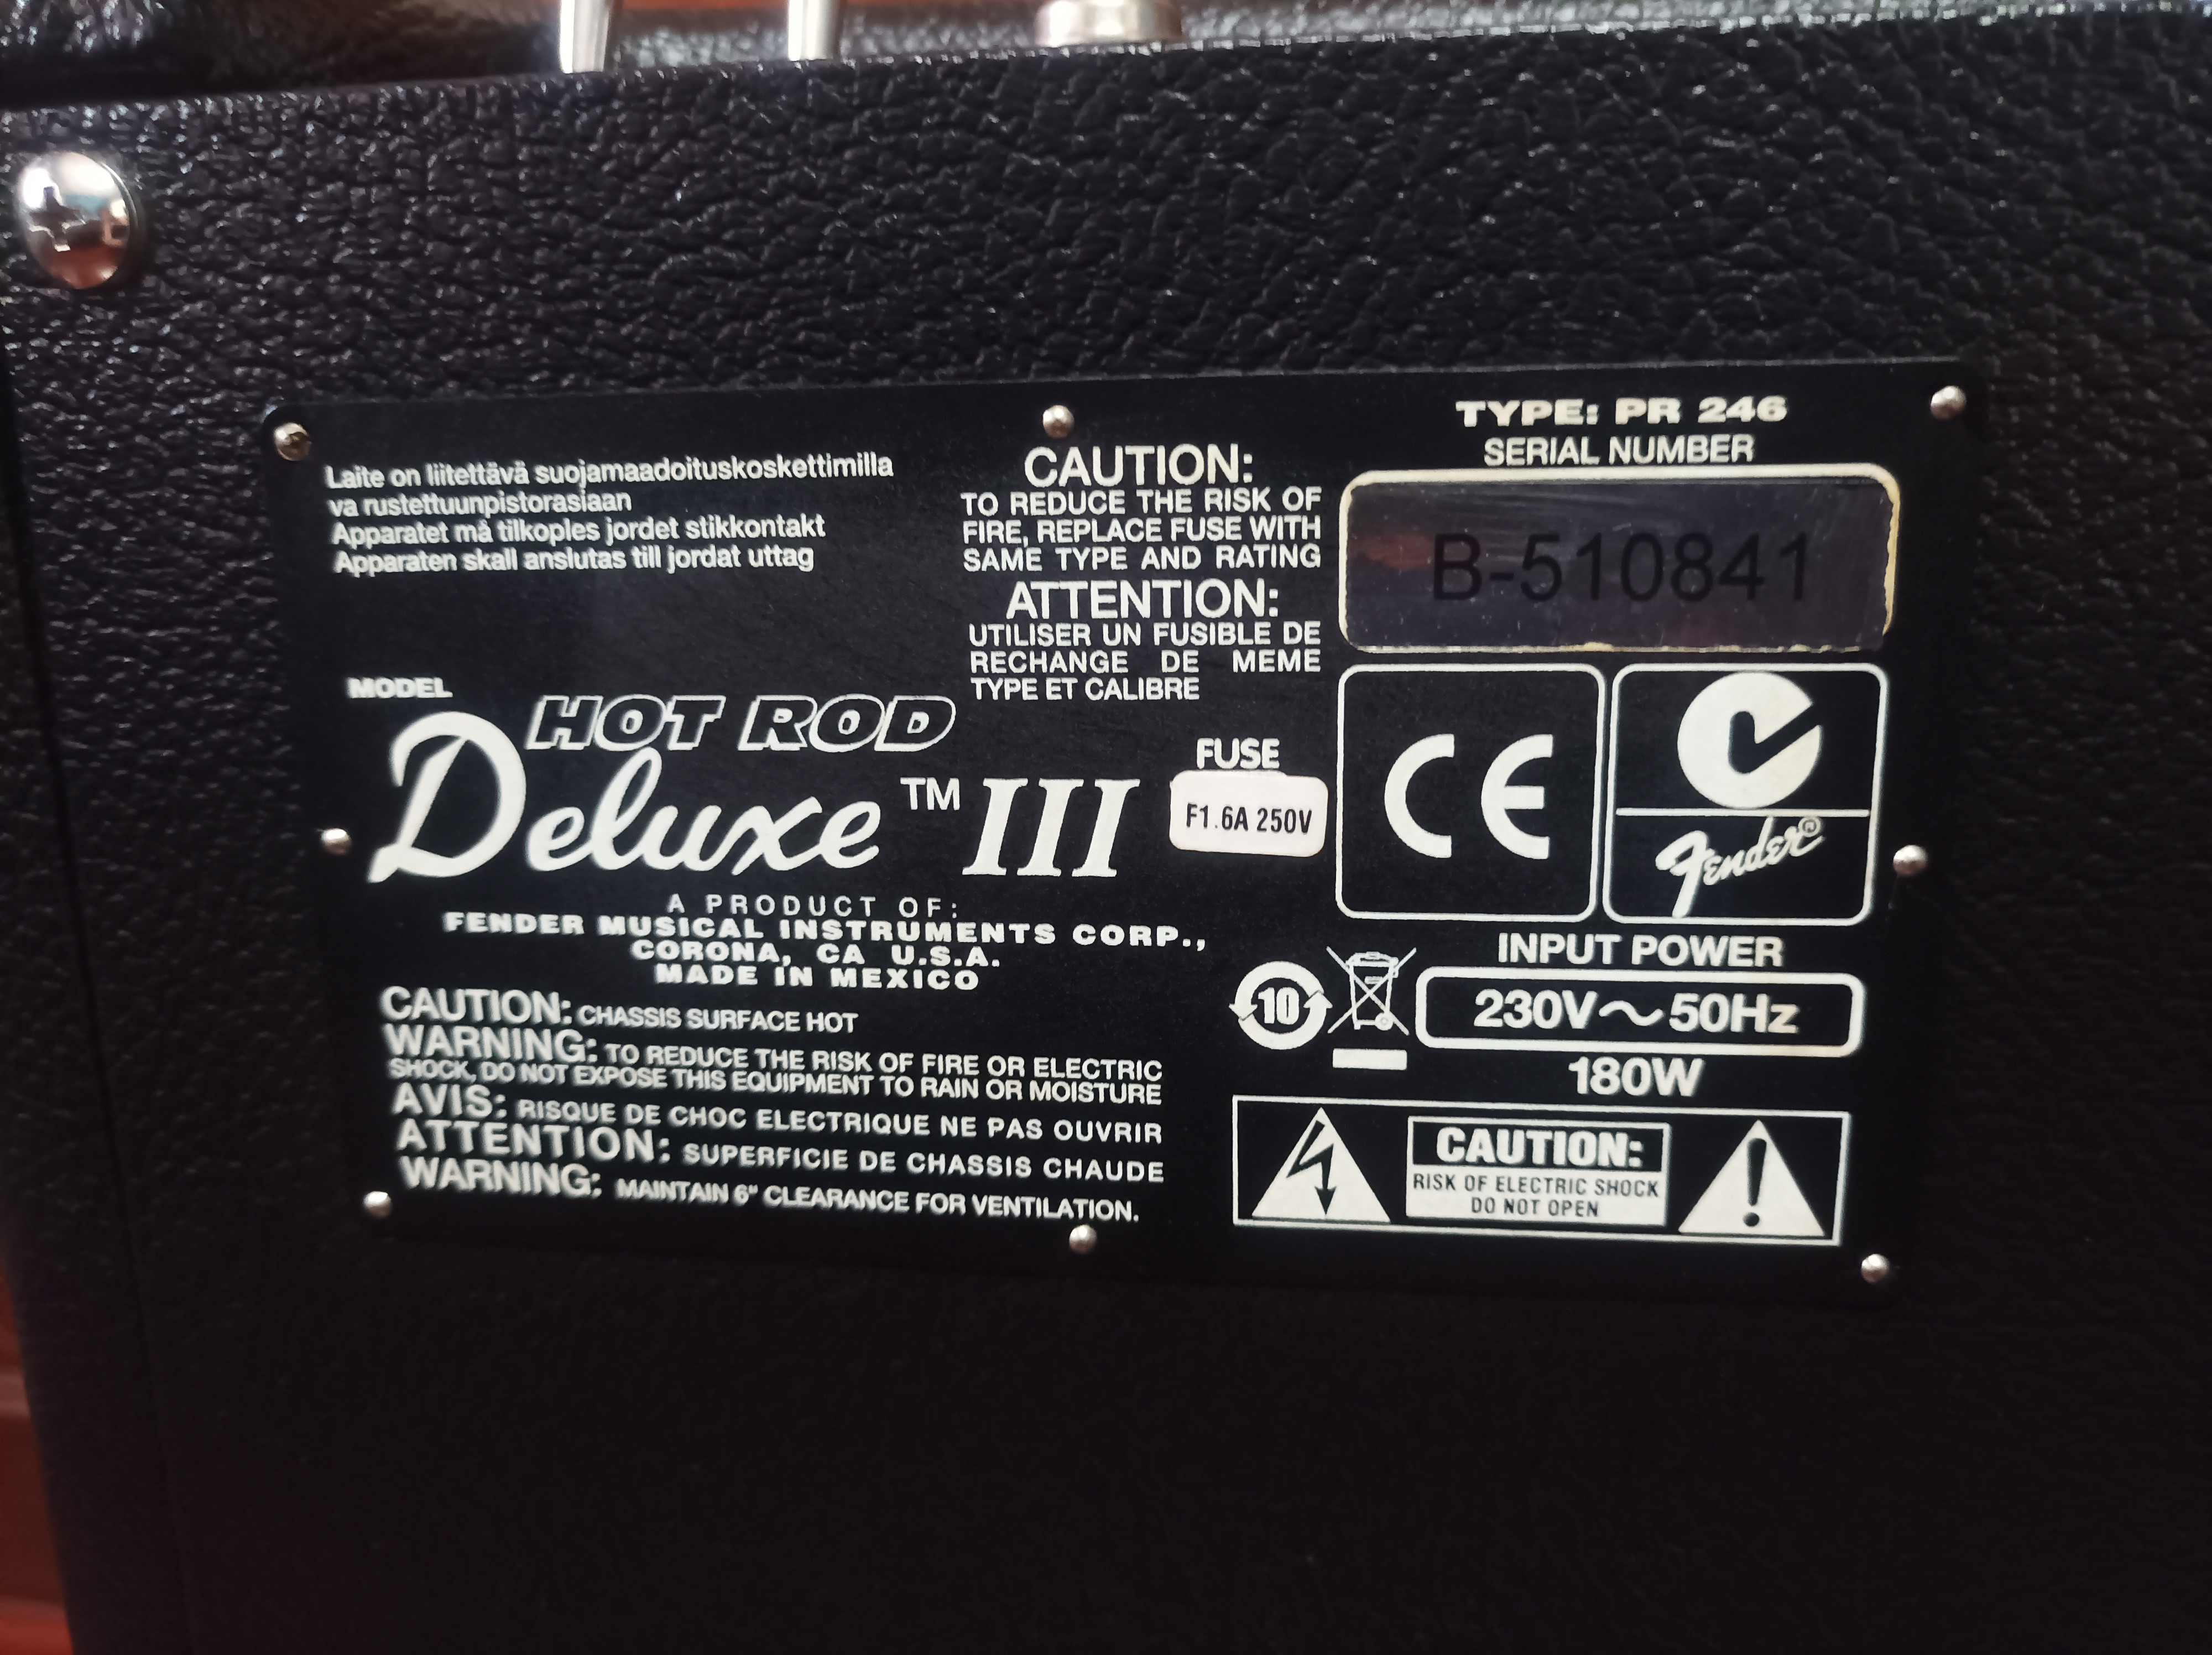 Laite on liitettävä suojamaadoituskoskettimilla
va rustettuunpistorasiaan
Apparatet må tilkoples jordet stikkontakt
Apparaten skall anslutas till jordat uttag
CAUTION:
TO REDUCE THE RISK OF
FIRE, REPLACE FUSE WITH
SAME TYPE AND RATING
ATTENTION:
UTILISER UN FUSIBLE DE
RECHANGE DE MEME
TYPE ET CALIBRE
TYPE: PR 246
SERIAL NUMBER
B-510841
MODEL
HOT ROD
Deluxe™ III
FUSE
F1.6A 250V
CE
Fender®
A PRODUCT OF:
FENDER MUSICAL INSTRUMENTS CORP.,
CORONA, CA U.S.A.
MADE IN MEXICO
CAUTION: CHASSIS SURFACE HOT
WARNING: TO REDUCE THE RISK OF FIRE OR ELECTRIC
SHOCK, DO NOT EXPOSE THIS EQUIPMENT TO RAIN OR MOISTURE
AVIS: RISQUE DE CHOC ELECTRIQUE NE PAS OUVRIR
ATTENTION: SUPERFICIE DE CHASSIS CHAUDE
WARNING: MAINTAIN 6" CLEARANCE FOR VENTILATION.
10
INPUT POWER
230V~50Hz
180W
CAUTION:
RISK OF ELECTRIC SHOCK
DO NOT OPEN